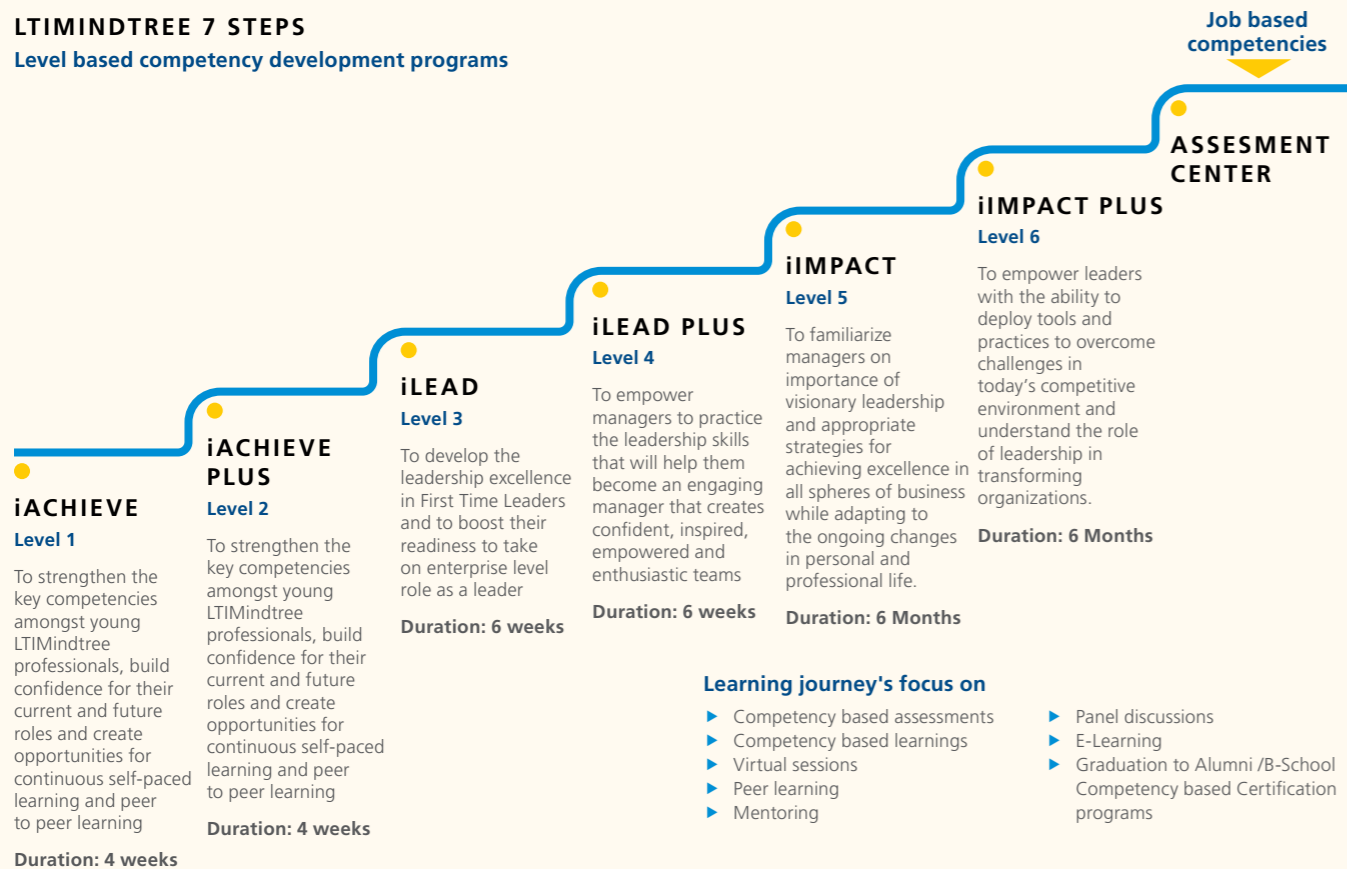 LTIMINDTREE 7 STEPS
Level based competency development programs
Job based
competencies
iACHIEVE
Level 1
To strengthen the
key competencies
amongst young
LTIMindtree
professionals, build
confidence for their
current and future
roles and create
opportunities for
continuous self-paced
learning and peer
to peer learning
Duration: 4 weeks
iACHIEVE
PLUS
Level 2
To strengthen the
key competencies
amongst young
LTIMindtree
professionals, build
confidence for their
current and future
roles and create
opportunities for
continuous self-paced
learning and peer
to peer learning
Duration: 4 weeks
iLEAD
Level 3
To develop the
leadership excellence
in First Time Leaders
and to boost their
readiness to take
on enterprise level
role as a leader
Duration: 6 weeks
iLEAD PLUS
Level 4
To empower
managers to practice
the leadership skills
that will help them
become an engaging
manager that creates
confident, inspired,
empowered and
enthusiastic teams
Duration: 6 weeks
iIMPACT
Level 5
To familiarize
managers on
importance of
visionary leadership
and appropriate
strategies for
achieving excellence in
all spheres of business
while adapting to
the ongoing changes
in personal and
professional life.
Duration: 6 Months
iIMPACT PLUS
Level 6
To empower leaders
with the ability to
deploy tools and
practices to overcome
challenges in
today's competitive
environment and
understand the role
of leadership in
transforming
organizations.
Duration: 6 Months
ASSESMENT
CENTER
Learning journey's focus on
Competency based assessments
Competency based learnings
Virtual sessions
Peer learning
Mentoring
Panel discussions
E-Learning
Graduation to Alumni /B-School
Competency based Certification
programs